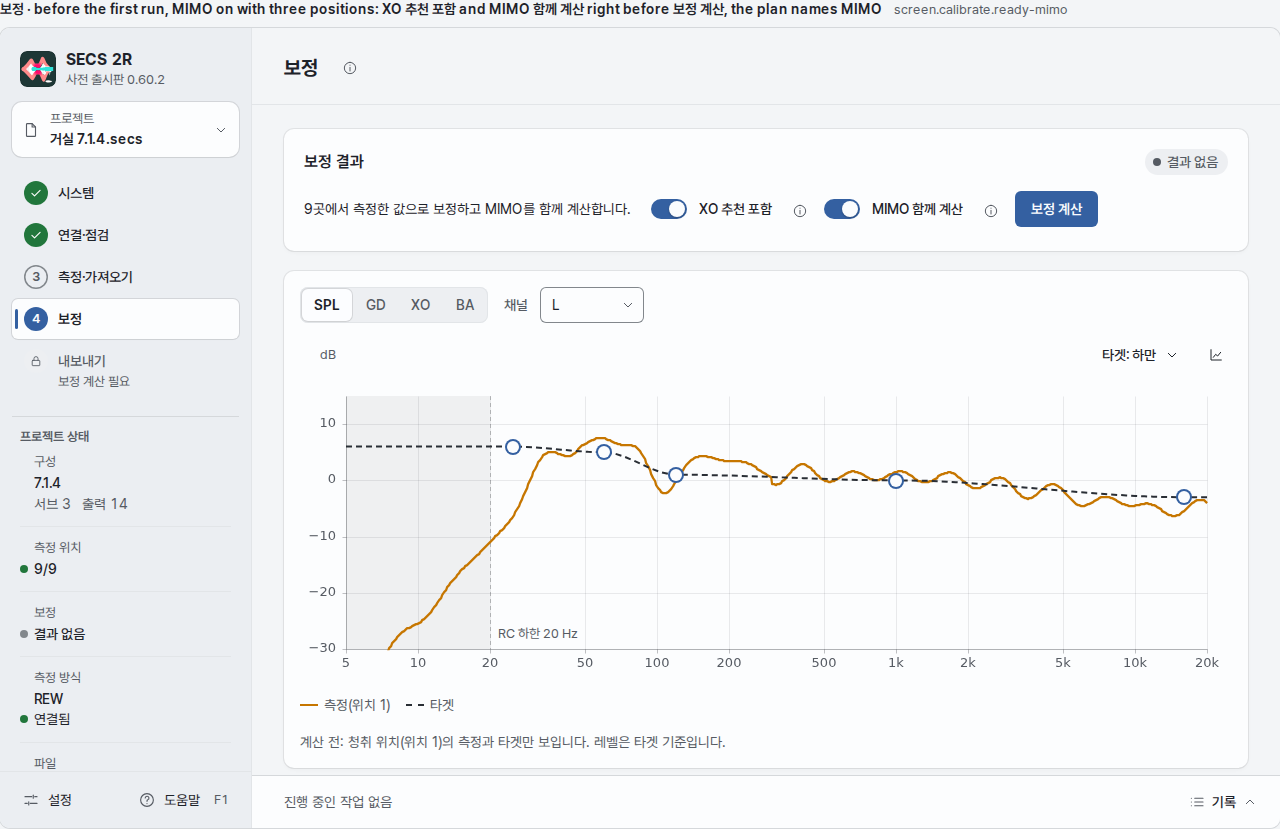 보정 · before the first run, MIMO on with three positions: XO 추천 포함 and MIMO 함께 계산 right before 보정 계산, the plan names MIMO screen.calibrate.ready-mimo
SECS 2R
사전 출시판 0.60.2
프로젝트
거실 7.1.4.secs
시스템
연결·점검
3 측정·가져오기
4 보정
내보내기
보정 계산 필요
프로젝트 상태
구성
7.1.4
서브 3 출력 14
측정 위치
9/9
보정
결과 없음
측정 방식
REW
연결됨
파일
설정 도움말 F1
보정
보정 결과 결과 없음
9곳에서 측정한 값으로 보정하고 MIMO를 함께 계산합니다. XO 추천 포함 MIMO 함께 계산 보정 계산
SPL GD XO BA 채널 L
dB 타겟: 하만
10
0
−10
−20
−30
RC 하한 20 Hz
5 10 20 50 100 200 500 1k 2k 5k 10k 20k
측정(위치 1) 타겟
계산 전: 청취 위치(위치 1)의 측정과 타겟만 보입니다. 레벨은 타겟 기준입니다.
진행 중인 작업 없음 기록